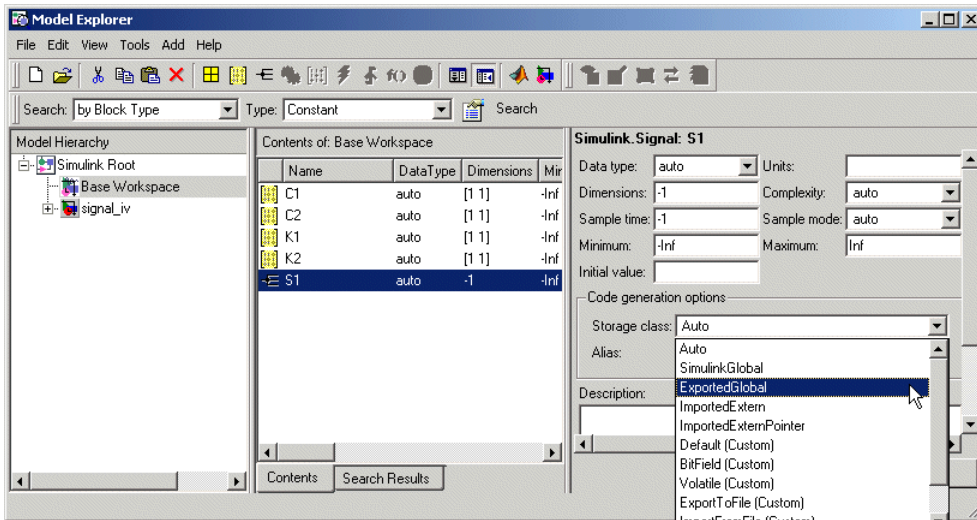 Model Explorer
File Edit View Tools Add Help
Search: by Block Type Type: Constant Search
Model Hierarchy
Simulink Root
Base Workspace
signal_iv
Contents of: Base Workspace
Name DataType Dimensions Mir
C1 auto [1 1] -Inf
C2 auto [1 1] -Inf
K1 auto [1 1] -Inf
K2 auto [1 1] -Inf
S1 auto -1 -Inf
Contents Search Results
Simulink.Signal: S1
Data type: auto Units:
Dimensions: -1 Complexity: auto
Sample time: -1 Sample mode: auto
Minimum: -Inf Maximum: Inf
Initial value:
Code generation options
Storage class: Auto
Alias:
Description:
Auto
SimulinkGlobal
ExportedGlobal
ImportedExtern
ImportedExternPointer
Default (Custom)
BitField (Custom)
Volatile (Custom)
ExportToFile (Custom)
ImportFromFile (Custom)